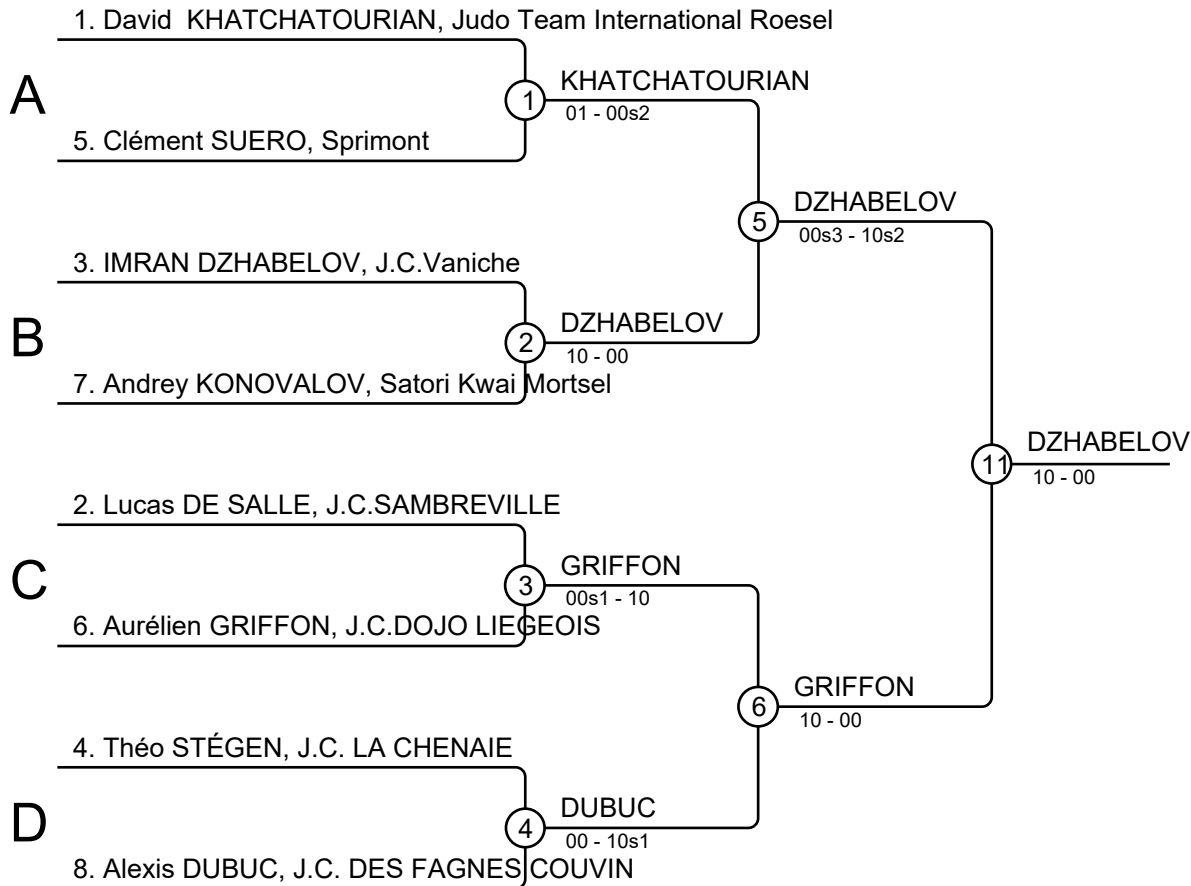 1. David  KHATCHATOURIAN, Judo Team International Roesel
A
1
KHATCHATOURIAN
01 - 00s2
5. Clément SUERO, Sprimont
5
DZHABELOV
00s3 - 10s2
3. IMRAN DZHABELOV, J.C.Vaniche
B
2
DZHABELOV
10 - 00
7. Andrey KONOVALOV, Satori Kwai Mortsel
11
DZHABELOV
10 - 00
2. Lucas DE SALLE, J.C.SAMBREVILLE
C
3
GRIFFON
00s1 - 10
6. Aurélien GRIFFON, J.C.DOJO LIEGEOIS
6
GRIFFON
10 - 00
4. Théo STÉGEN, J.C. LA CHENAIE
D
4
DUBUC
00 - 10s1
8. Alexis DUBUC, J.C. DES FAGNES COUVIN